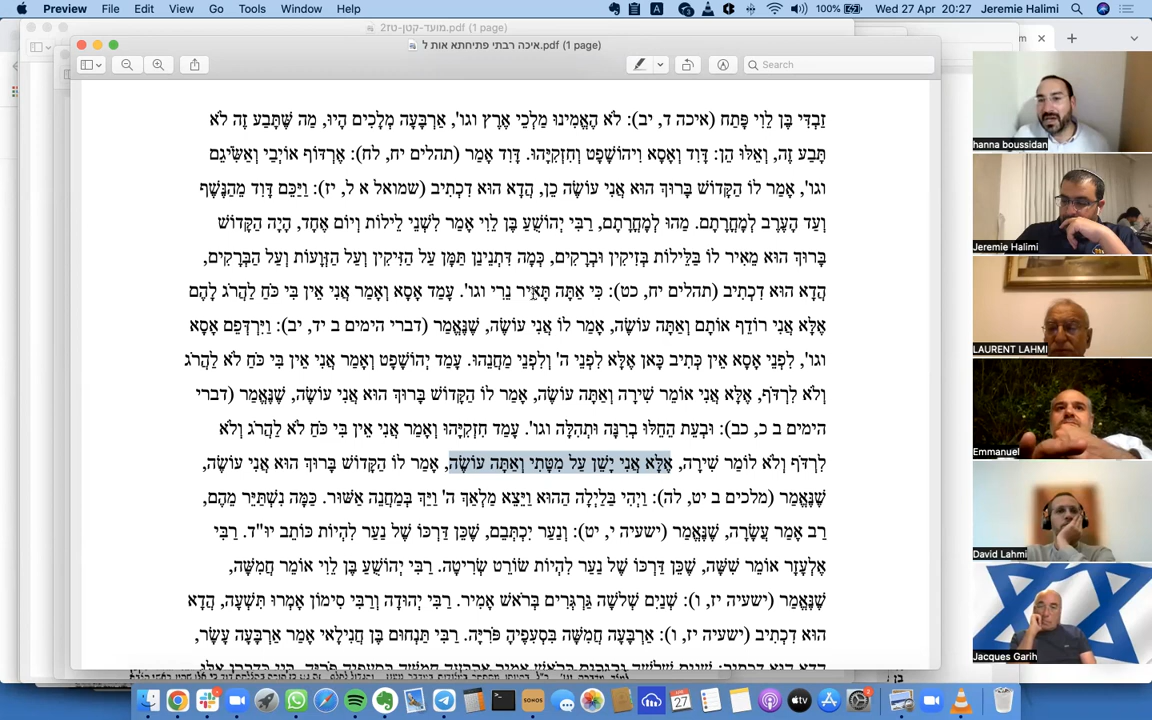 Preview File Edit View Go Tools Window Help
100% Wed 27 Apr 20:27 Jeremie Halimi
מועד-קטן-טז2.pdf (1 page)
איכה רבתי פתיחתא אות ל.pdf (1 page)
Search
זַבְדִּי בֶּן לֵוִי פָּתַח (איכה ד, יב): לֹא הֶאֱמִינוּ מַלְכֵי אֶרֶץ וגו', אַרְבָּעָה מְלָכִים הָיוּ, מַה שֶּׁתָּבַע זֶה לֹא
תָּבַע זֶה, וְאֵלּוּ הֵן: דָּוִד וְאָסָא וִיהוֹשָׁפָט וְחִזְקִיָּהוּ. דָּוִד אָמַר (תהלים יח, לח): אֶרְדּוֹף אוֹיְבַי וְאַשִּׂיגֵם
וגו', אָמַר לוֹ הַקָּדוֹשׁ בָּרוּךְ הוּא אֲנִי עוֹשֶׂה כֵן, הֲדָא הוּא דִכְתִיב (שמואל א ל, יז): וַיַּכֵּם דָּוִד מֵהַנֶּשֶׁף
וְעַד הָעֶרֶב לְמָחֳרָתָם. מַהוּ לְמָחֳרָתָם, רַבִּי יְהוֹשֻׁעַ בֶּן לֵוִי אָמַר לִשְׁנֵי לֵילוֹת וְיוֹם אֶחָד, הָיָה הַקָּדוֹשׁ
בָּרוּךְ הוּא מֵאִיר לוֹ בַּלֵּילוֹת בְּזִיקִין וּבְרָקִים, כְּמָה דִּתְנֵינַן תַּמָּן עַל הַזִּיקִין וְעַל הַזְּוָעוֹת וְעַל הַבְּרָקִים,
הֲדָא הוּא דִכְתִיב (תהלים יח, כט): כִּי אַתָּה תָּאִיר נֵרִי וגו'. עָמַד אָסָא וְאָמַר אֲנִי אֵין בִּי כֹּחַ לַהֲרֹג לָהֶם
אֶלָּא אֲנִי רוֹדֵף אוֹתָם וְאַתָּה עוֹשֶׂה, אָמַר לוֹ אֲנִי עוֹשֶׂה, שֶׁנֶּאֱמַר (דברי הימים ב יד, יב): וַיִּרְדְּפֵם אָסָא
וגו', לִפְנֵי אָסָא אֵין כְּתִיב כָּאן אֶלָּא לִפְנֵי ה' וְלִפְנֵי מַחֲנֵהוּ. עָמַד יְהוֹשָׁפָט וְאָמַר אֲנִי אֵין בִּי כֹּחַ לֹא לַהֲרֹג
וְלֹא לִרְדֹּף, אֶלָּא אֲנִי אוֹמֵר שִׁירָה וְאַתָּה עוֹשֶׂה, אָמַר לוֹ הַקָּדוֹשׁ בָּרוּךְ הוּא אֲנִי עוֹשֶׂה, שֶׁנֶּאֱמַר (דברי
הימים ב כ, כב): וּבְעֵת הֵחֵלּוּ בְרִנָּה וּתְהִלָּה וגו'. עָמַד חִזְקִיָּהוּ וְאָמַר אֲנִי אֵין בִּי כֹּחַ לֹא לַהֲרֹג וְלֹא
לִרְדֹּף וְלֹא לוֹמַר שִׁירָה, אֶלָּא אֲנִי יָשֵׁן עַל מִטָּתִי וְאַתָּה עוֹשֶׂה, אָמַר לוֹ הַקָּדוֹשׁ בָּרוּךְ הוּא אֲנִי עוֹשֶׂה,
שֶׁנֶּאֱמַר (מלכים ב יט, לה): וַיְהִי בַּלַּיְלָה הַהוּא וַיֵּצֵא מַלְאַךְ ה' וַיַּךְ בְּמַחֲנֵה אַשּׁוּר. כַּמָּה נִשְׁתַּיֵּר מֵהֶם,
רַב אָמַר עֲשָׂרָה, שֶׁנֶּאֱמַר (ישעיה י, יט): וְנַעַר יִכְתְּבֵם, שֶׁכֵּן דַּרְכּוֹ שֶׁל נַעַר לִהְיוֹת כּוֹתֵב יוּ"ד. רַבִּי
אֶלְעָזָר אוֹמֵר שִׁשָּׁה, שֶׁכֵּן דַּרְכּוֹ שֶׁל נַעַר לִהְיוֹת שׂוֹרֵט שְׂרִיטָה. רַבִּי יְהוֹשֻׁעַ בֶּן לֵוִי אוֹמֵר חֲמִשָּׁה,
שֶׁנֶּאֱמַר (ישעיה יז, ו): שְׁנַיִם שְׁלשָׁה גַּרְגְּרִים בְּרֹאשׁ אָמִיר. רַבִּי יְהוּדָה וְרַבִּי סִימוֹן אָמְרוּ תִּשְׁעָה, הֲדָא
הוּא דִכְתִיב (ישעיה יז, ו): אַרְבָּעָה חֲמִשָּׁה בִּסְעִפֶיהָ פֹּרִיָּה. רַבִּי תַּנְחוּם בֶּן חֲנִילָאי אָמַר אַרְבָּעָה עָשָׂר,
hanna boussidan
Jeremie Halimi
LAURENT LAHMI
Emmanuel
David Lahmi
Jacques Garih